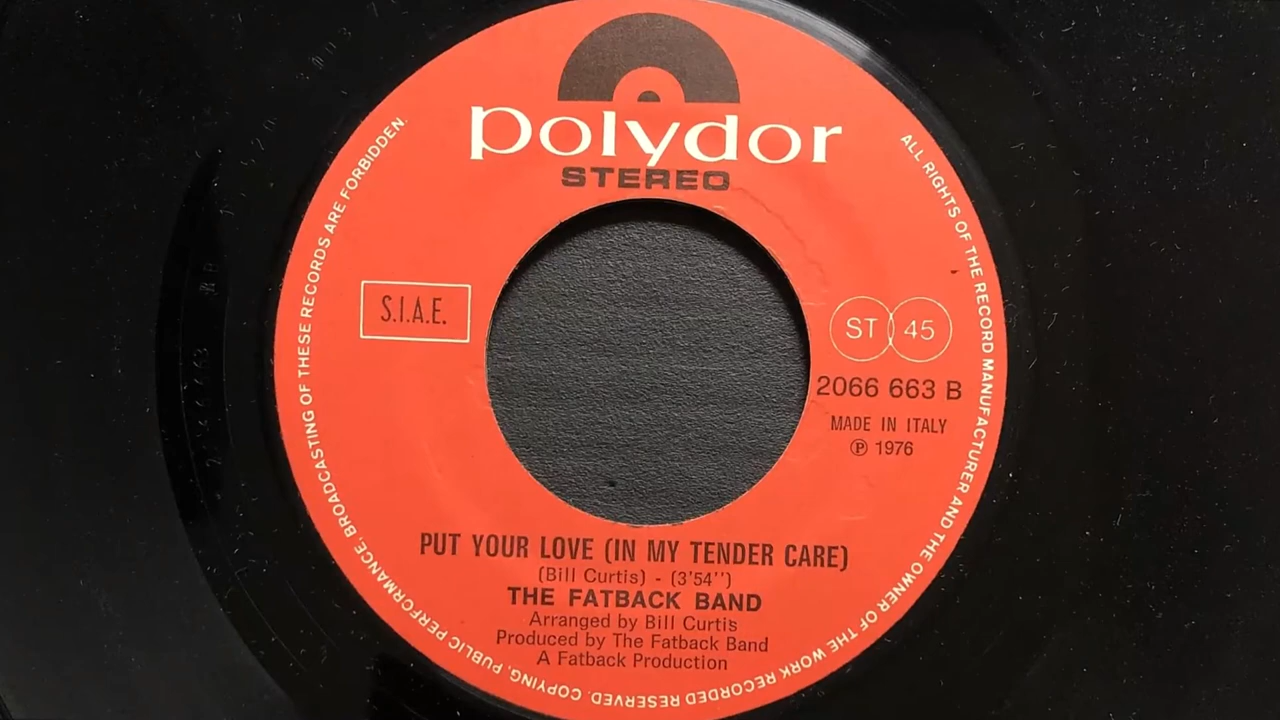 polydor
STEREO
S.I.A.E.
ST 45
2066 663 B
MADE IN ITALY
℗ 1976
PUT YOUR LOVE (IN MY TENDER CARE)
(Bill Curtis) - (3'54'')
THE FATBACK BAND
Arranged by Bill Curtis
Produced by The Fatback Band
A Fatback Production
ALL RIGHTS OF THE RECORD MANUFACTURER AND THE OWNER OF THE WORK RECORDED RESERVED. COPYING, PUBLIC PERFORMANCE, BROADCASTING OF THESE RECORDS ARE FORBIDDEN.